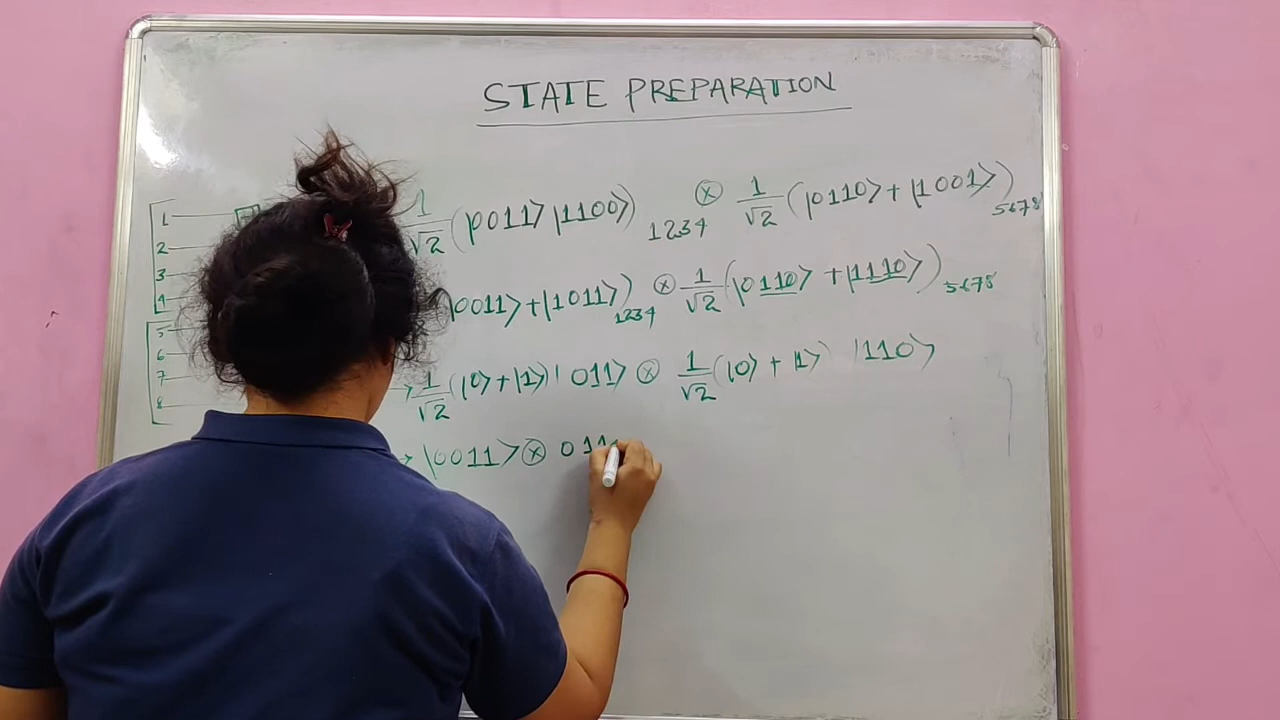 STATE PREPARATION
1/√2 (|0011⟩ |1100⟩)₁₂₃₄ ⊗ 1/√2 (|0110⟩ + |1001⟩)₅₆₇₈
|0011⟩ + |1011⟩)₁₂₃₄ ⊗ 1/√2 (|0110⟩ + |1110⟩)₅₆₇₈
→ 1/√2 (|0⟩ + |1⟩) |011⟩ ⊗ 1/√2 (|0⟩ + |1⟩) |110⟩
→ |0011⟩ ⊗ 011
1
2
3
4
5
6
7
8